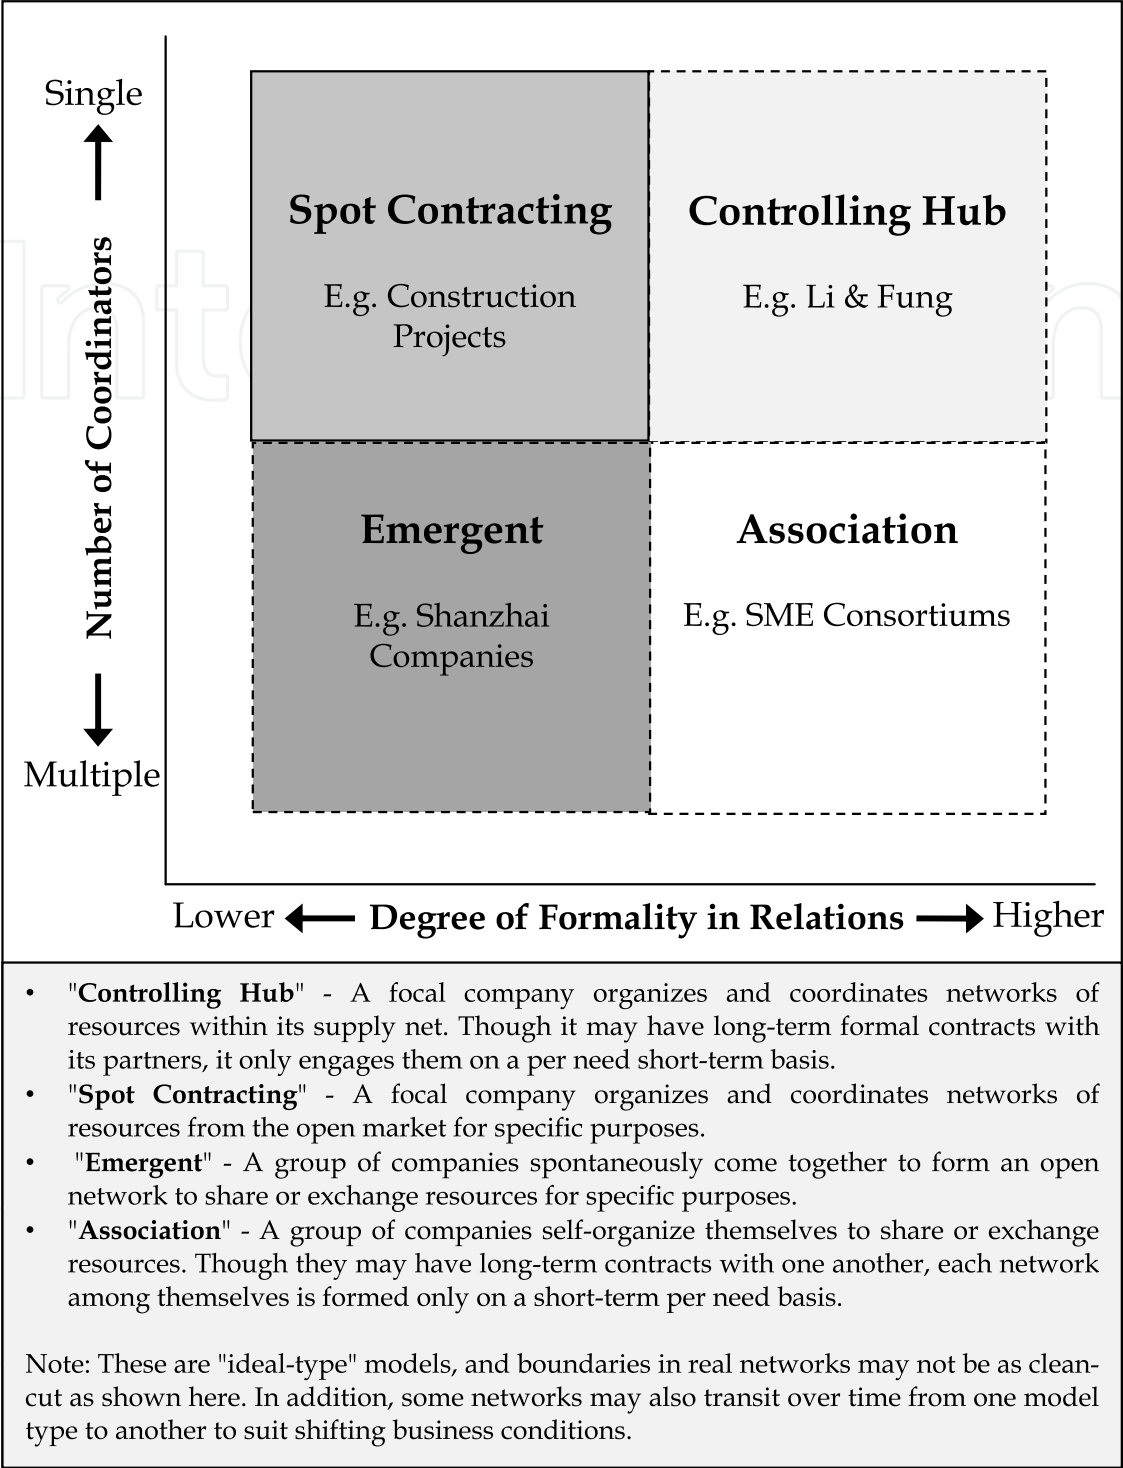 Single
Spot Contracting
Controlling Hub
E.g. Construction
Projects
E.g. Li & Fung
Number of Coordinators
Emergent
Association
E.g. Shanzhai
Companies
E.g. SME Consortiums
Multiple
Lower
Degree of Formality in Relations
Higher
• "Controlling Hub" - A focal company organizes and coordinates networks of
resources within its supply net. Though it may have long-term formal contracts with
its partners, it only engages them on a per need short-term basis.
• "Spot Contracting" - A focal company organizes and coordinates networks of
resources from the open market for specific purposes.
• "Emergent" - A group of companies spontaneously come together to form an open
network to share or exchange resources for specific purposes.
• "Association" - A group of companies self-organize themselves to share or exchange
resources. Though they may have long-term contracts with one another, each network
among themselves is formed only on a short-term per need basis.
Note: These are "ideal-type" models, and boundaries in real networks may not be as clean-
cut as shown here. In addition, some networks may also transit over time from one model
type to another to suit shifting business conditions.